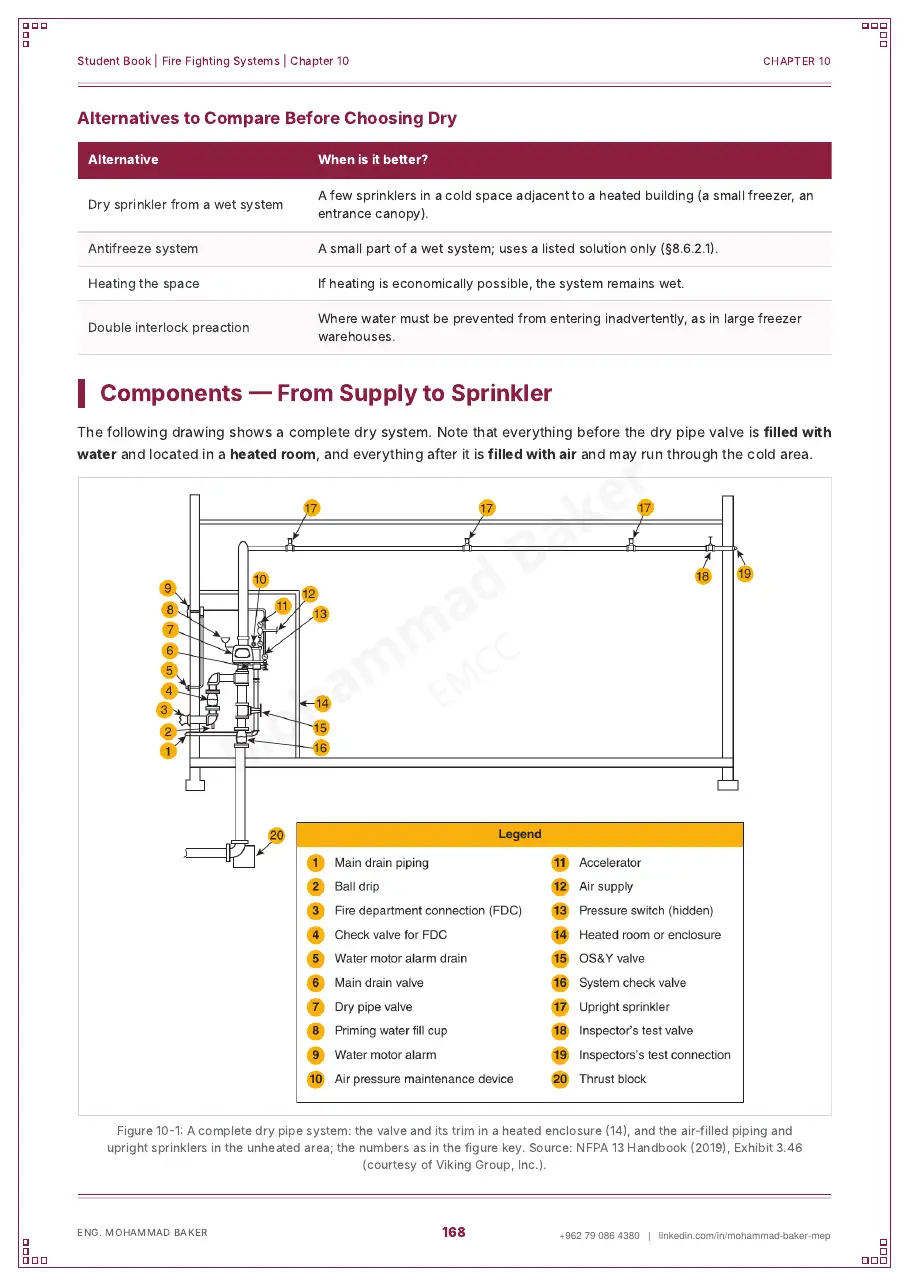 Student Book | Fire Fighting Systems | Chapter 10
CHAPTER 10
Alternatives to Compare Before Choosing Dry
Alternative
When is it better?
Dry sprinkler from a wet system
A few sprinklers in a cold space adjacent to a heated building (a small freezer, an
entrance canopy).
Antifreeze system
A small part of a wet system; uses a listed solution only (§8.6.2.1).
Heating the space
If heating is economically possible, the system remains wet.
Double interlock preaction
Where water must be prevented from entering inadvertently, as in large freezer
warehouses.
Components — From Supply to Sprinkler
The following drawing shows a complete dry system. Note that everything before the dry pipe valve is filled with
water and located in a heated room, and everything after it is filled with air and may run through the cold area.
17
17
17
18
19
10
9
12
11
8
13
7
6
5
4
14
3
15
2
16
1
20
Mohammad Baker
EMCC
Legend
1 Main drain piping
2 Ball drip
3 Fire department connection (FDC)
4 Check valve for FDC
5 Water motor alarm drain
6 Main drain valve
7 Dry pipe valve
8 Priming water fill cup
9 Water motor alarm
10 Air pressure maintenance device
11 Accelerator
12 Air supply
13 Pressure switch (hidden)
14 Heated room or enclosure
15 OS&Y valve
16 System check valve
17 Upright sprinkler
18 Inspector's test valve
19 Inspectors's test connection
20 Thrust block
Figure 10-1: A complete dry pipe system: the valve and its trim in a heated enclosure (14), and the air-filled piping and
upright sprinklers in the unheated area; the numbers as in the figure key. Source: NFPA 13 Handbook (2019), Exhibit 3.46
(courtesy of Viking Group, Inc.).
ENG. MOHAMMAD BAKER
168
+962 79 086 4380 | linkedin.com/in/mohammad-baker-mep